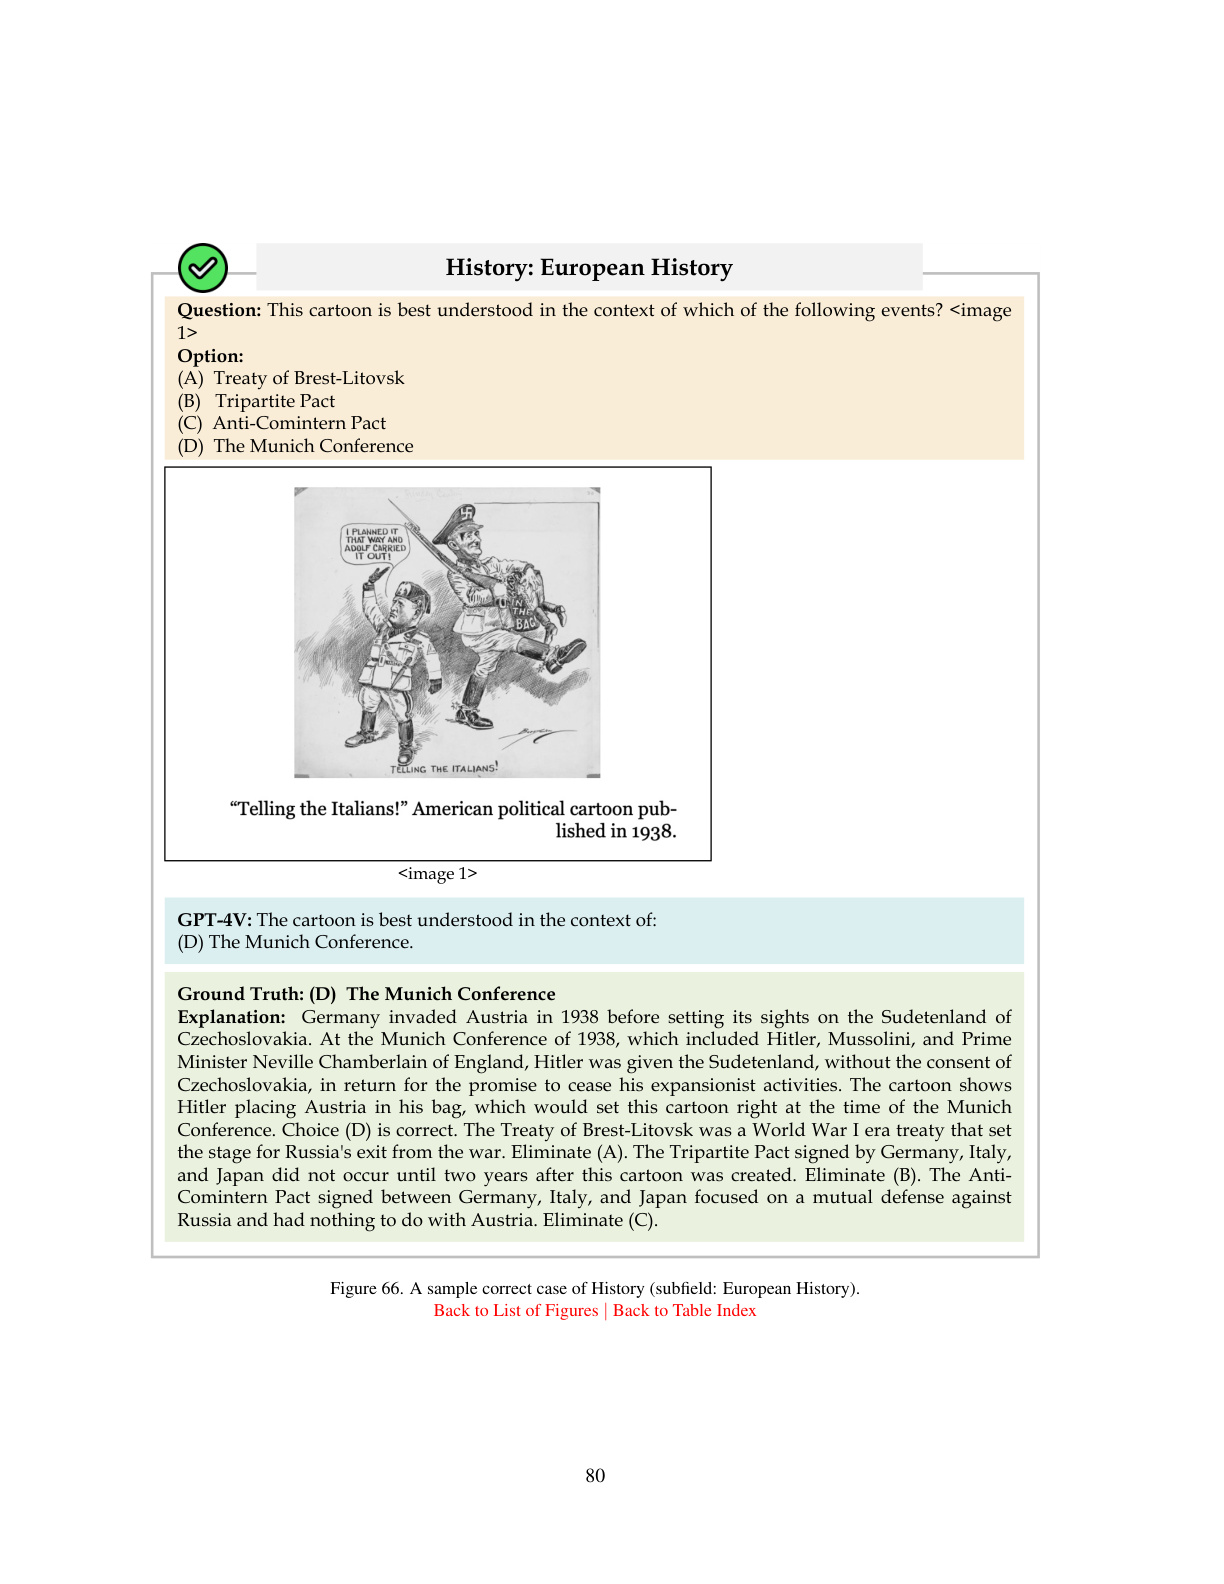 History: European History
Question: This cartoon is best understood in the context of which of the following events? <image
1>
Option:
(A) Treaty of Brest-Litovsk
(B) Tripartite Pact
(C) Anti-Comintern Pact
(D) The Munich Conference
I PLANNED IT
THAT WAY AND
ADOLF CARRIED
IT OUT!
IN
THE
BAG
TELLING THE ITALIANS!
“Telling the Italians!” American political cartoon pub-
lished in 1938.
<image 1>
GPT-4V: The cartoon is best understood in the context of:
(D) The Munich Conference.
Ground Truth: (D) The Munich Conference
Explanation: Germany invaded Austria in 1938 before setting its sights on the Sudetenland of
Czechoslovakia. At the Munich Conference of 1938, which included Hitler, Mussolini, and Prime
Minister Neville Chamberlain of England, Hitler was given the Sudetenland, without the consent of
Czechoslovakia, in return for the promise to cease his expansionist activities. The cartoon shows
Hitler placing Austria in his bag, which would set this cartoon right at the time of the Munich
Conference. Choice (D) is correct. The Treaty of Brest-Litovsk was a World War I era treaty that set
the stage for Russia's exit from the war. Eliminate (A). The Tripartite Pact signed by Germany, Italy,
and Japan did not occur until two years after this cartoon was created. Eliminate (B). The Anti-
Comintern Pact signed between Germany, Italy, and Japan focused on a mutual defense against
Russia and had nothing to do with Austria. Eliminate (C).
Figure 66. A sample correct case of History (subfield: European History).
Back to List of Figures | Back to Table Index
80